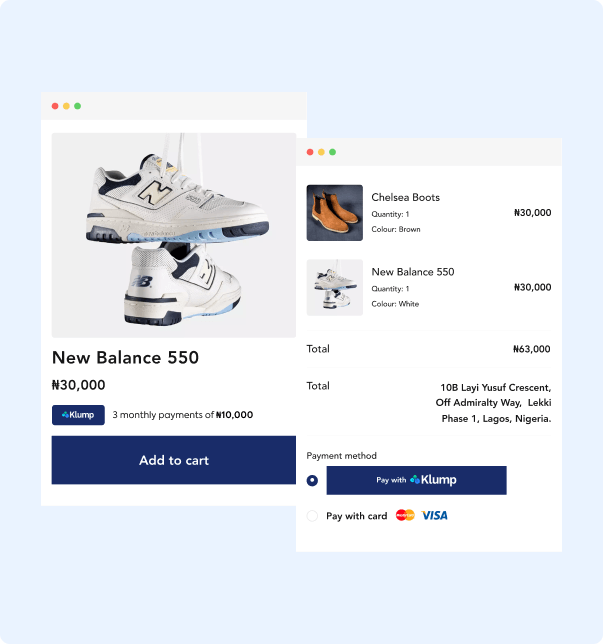 New Balance 550
₦30,000
Klump 3 monthly payments of ₦10,000
Add to cart
Chelsea Boots
Quantity: 1
Colour: Brown
₦30,000
New Balance 550
Quantity: 1
Colour: White
₦30,000
Total ₦63,000
Total 10B Layi Yusuf Crescent,
Off Admiralty Way, Lekki
Phase 1, Lagos, Nigeria.
Payment method
Pay with Klump
Pay with card VISA